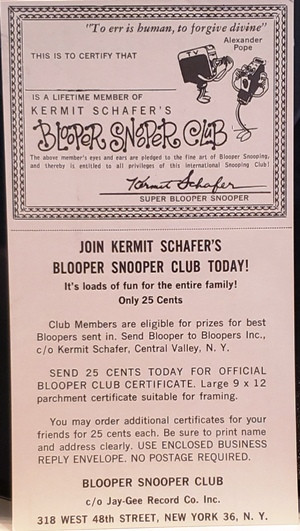 "To err is human, to forgive divine"
Alexander
Pope
THIS IS TO CERTIFY THAT
TV
IS A LIFETIME MEMBER OF
KERMIT SCHAFER'S
BLOOPER SNOOPER CLUB
The above member's eyes and ears are pledged to the fine art of Blooper Snooping,
and thereby is entitled to all privileges of this International Snooping Club!
Kermit Schafer
SUPER BLOOPER SNOOPER
JOIN KERMIT SCHAFER'S
BLOOPER SNOOPER CLUB TODAY!
It's loads of fun for the entire family!
Only 25 Cents
Club Members are eligible for prizes for best
Bloopers sent in. Send Blooper to Bloopers Inc.,
c/o Kermit Schafer, Central Valley, N. Y.
SEND 25 CENTS TODAY FOR OFFICIAL
BLOOPER CLUB CERTIFICATE. Large 9 x 12
parchment certificate suitable for framing.
You may order additional certificates for your
friends for 25 cents each. Be sure to print name
and address clearly. USE ENCLOSED BUSINESS
REPLY ENVELOPE. NO POSTAGE REQUIRED.
BLOOPER SNOOPER CLUB
c/o Jay-Gee Record Co. Inc.
318 WEST 48th STREET, NEW YORK 36, N. Y.